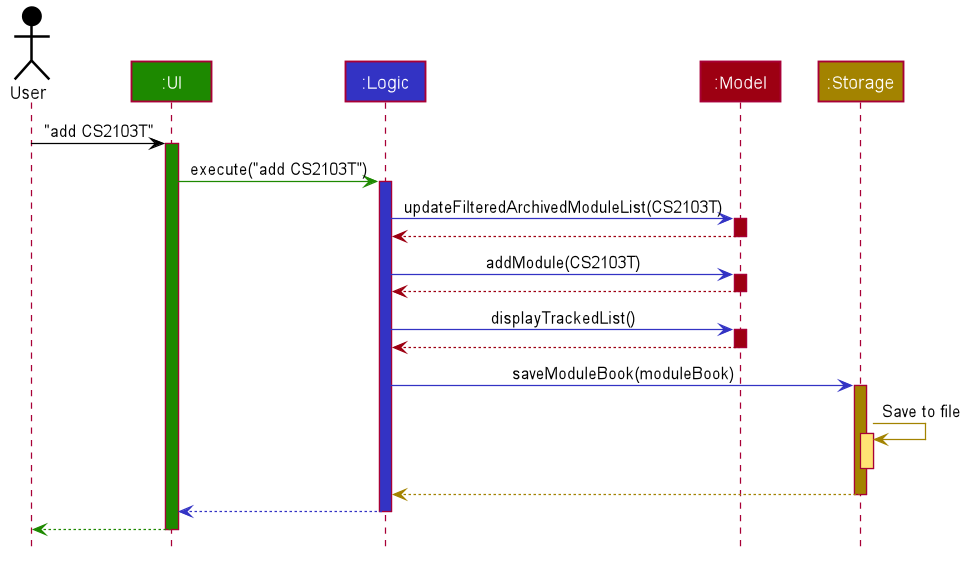 User
:UI
:Logic
:Model
:Storage
"add CS2103T"
execute("add CS2103T")
updateFilteredArchivedModuleList(CS2103T)
addModule(CS2103T)
displayTrackedList()
saveModuleBook(moduleBook)
Save to file